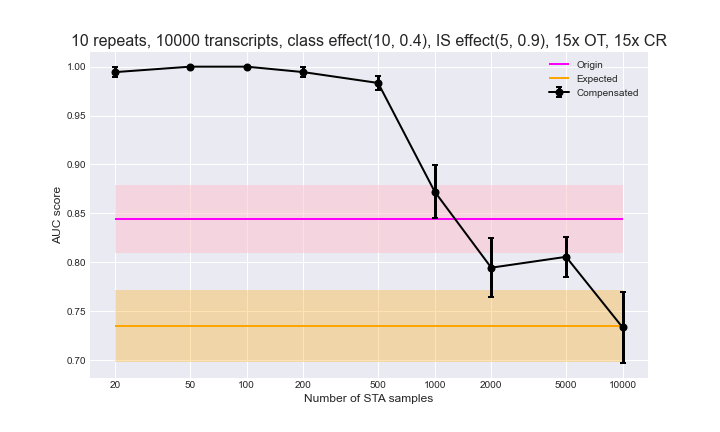 10 repeats, 10000 transcripts, class effect(10, 0.4), IS effect(5, 0.9), 15x OT, 15x CR
Origin
Expected
Compensated
AUC score
1.00
0.95
0.90
0.85
0.80
0.75
0.70
20 50 100 200 500 1000 2000 5000 10000
Number of STA samples